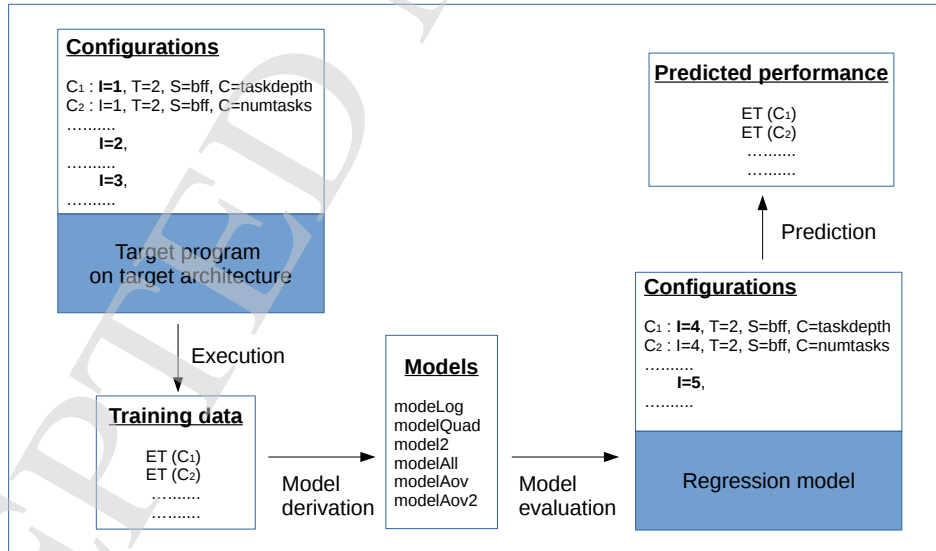 Configurations
C₁ : I=1, T=2, S=bff, C=taskdepth
C₂ : I=1, T=2, S=bff, C=numtasks
..........
I=2,
..........
I=3,
..........
Target program
on target architecture
Execution
Training data
ET (C₁)
ET (C₂)
..........
..........
Model
derivation
Models
modeLog
modelQuad
model2
modelAll
modelAov
modelAov2
Model
evaluation
Configurations
C₁ : I=4, T=2, S=bff, C=taskdepth
C₂ : I=4, T=2, S=bff, C=numtasks
..........
I=5,
..........
Regression model
Prediction
Predicted performance
ET (C₁)
ET (C₂)
..........
..........
EPTED M